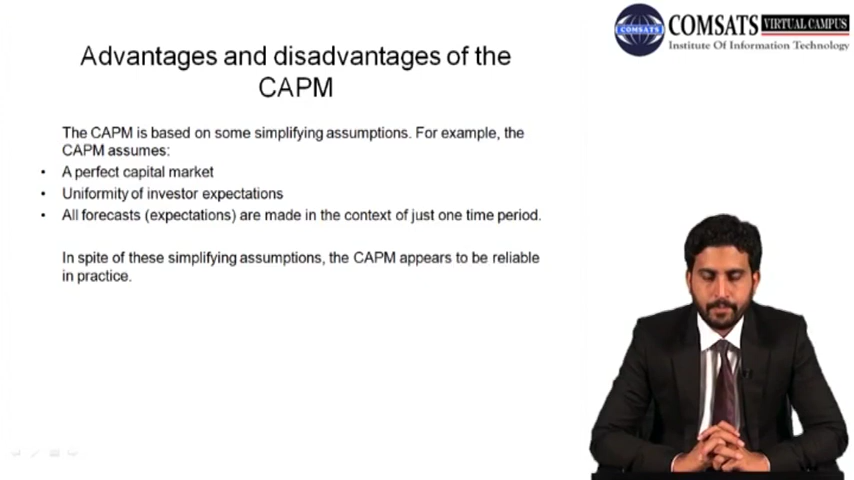 COMSATS VIRTUAL CAMPUS
COMSATS
Institute Of Information Technology
Advantages and disadvantages of the
CAPM
The CAPM is based on some simplifying assumptions. For example, the
CAPM assumes:
• A perfect capital market
• Uniformity of investor expectations
• All forecasts (expectations) are made in the context of just one time period.
In spite of these simplifying assumptions, the CAPM appears to be reliable
in practice.